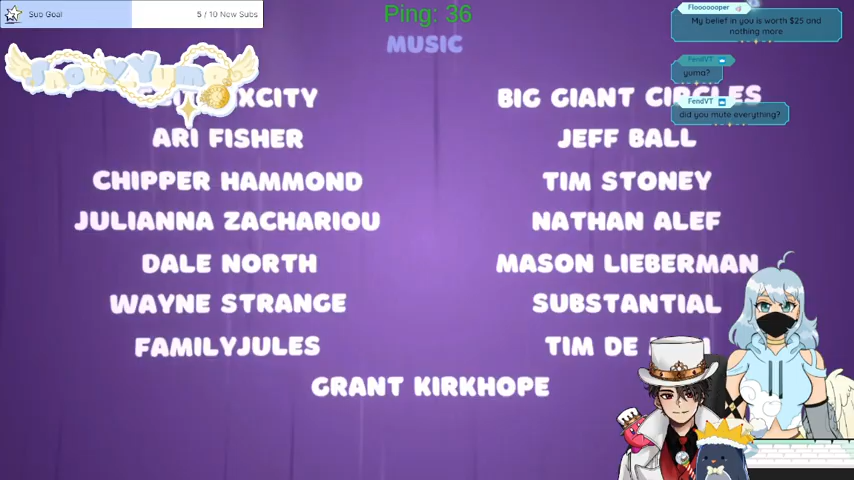 Sub Goal
5 / 10 New Subs
Ping: 36
MUSIC
XCITY
BIG GIANT CIRCLES
ARI FISHER
JEFF BALL
CHIPPER HAMMOND
TIM STONEY
JULIANNA ZACHARIOU
NATHAN ALEF
DALE NORTH
MASON LIEBERMAN
WAYNE STRANGE
SUBSTANTIAL
FAMILYJULES
TIM DE
GRANT KIRKHOPE
Flooooooper
My belief in you is worth $25 and
nothing more
FendVT
yuma?
FendVT
did you mute everything?